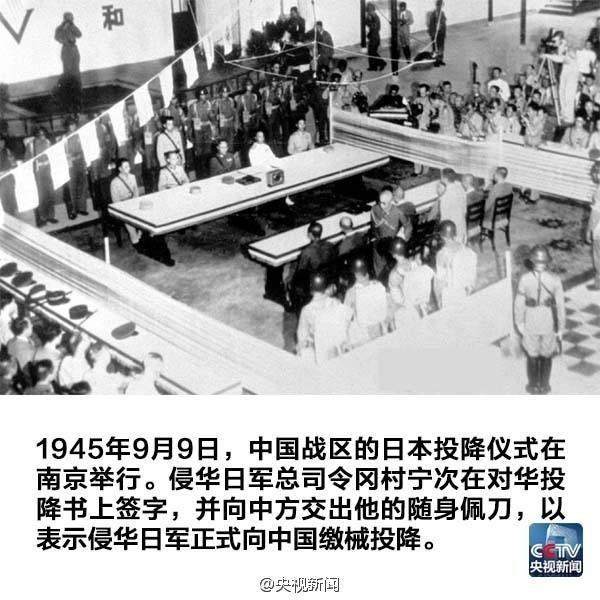 和
1945年9月9日，中国战区的日本投降仪式在
南京举行。侵华日军总司令冈村宁次在对华投
降书上签字，并向中方交出他的随身佩刀，以
表示侵华日军正式向中国缴械投降。
CCTV
央视新闻
@央视新闻